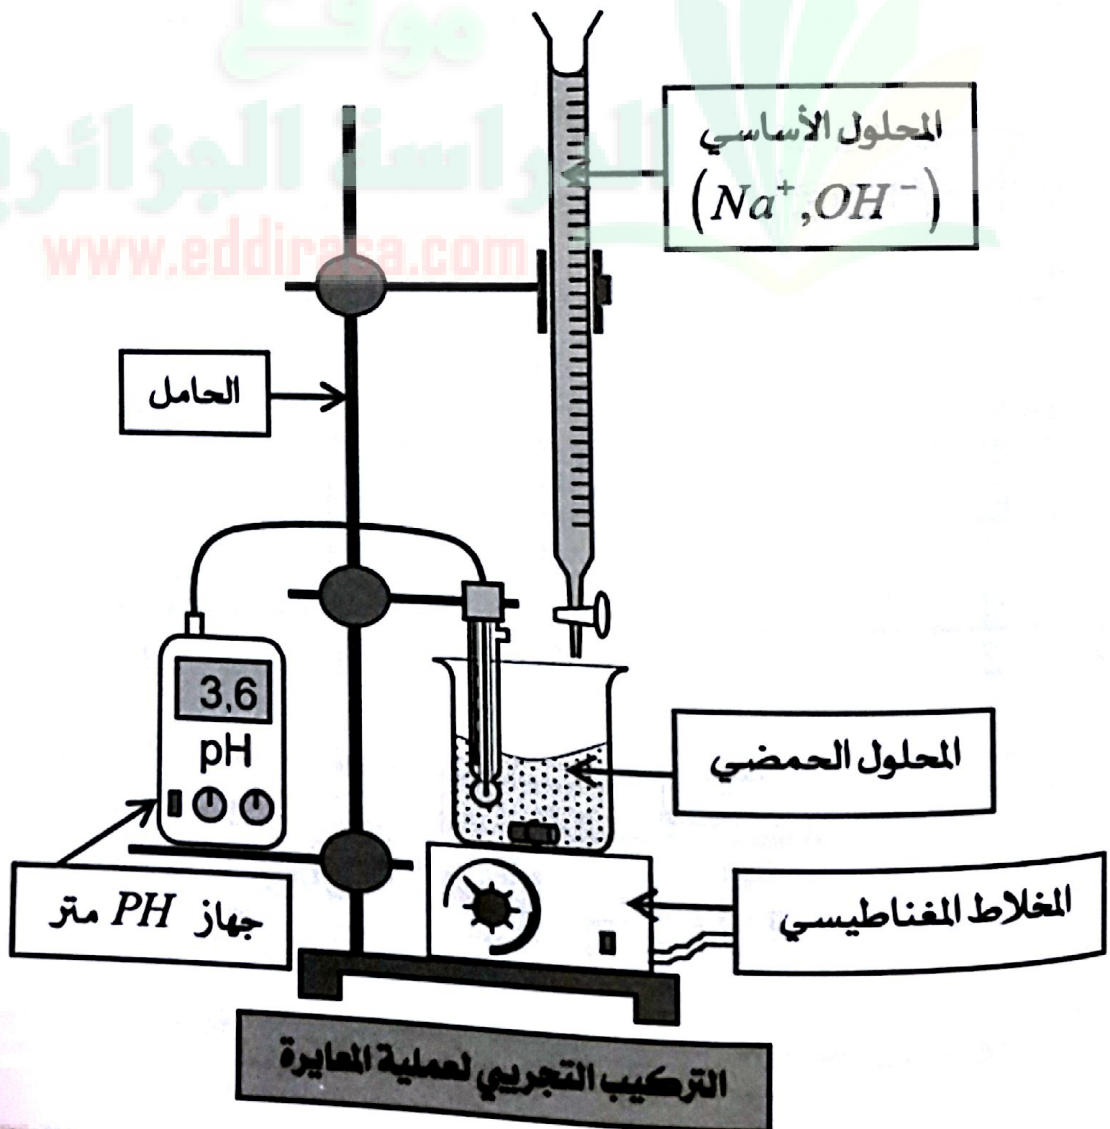 موقع
الدراسة الجزائري
www.eddirasa.com
المحلول الأساسي
(Na⁺,OH⁻)
الحامل
3,6
pH
المحلول الحمضي
جهاز PH متر
المخلاط المغناطيسي
التركيب التجريبي لعملية المعايرة